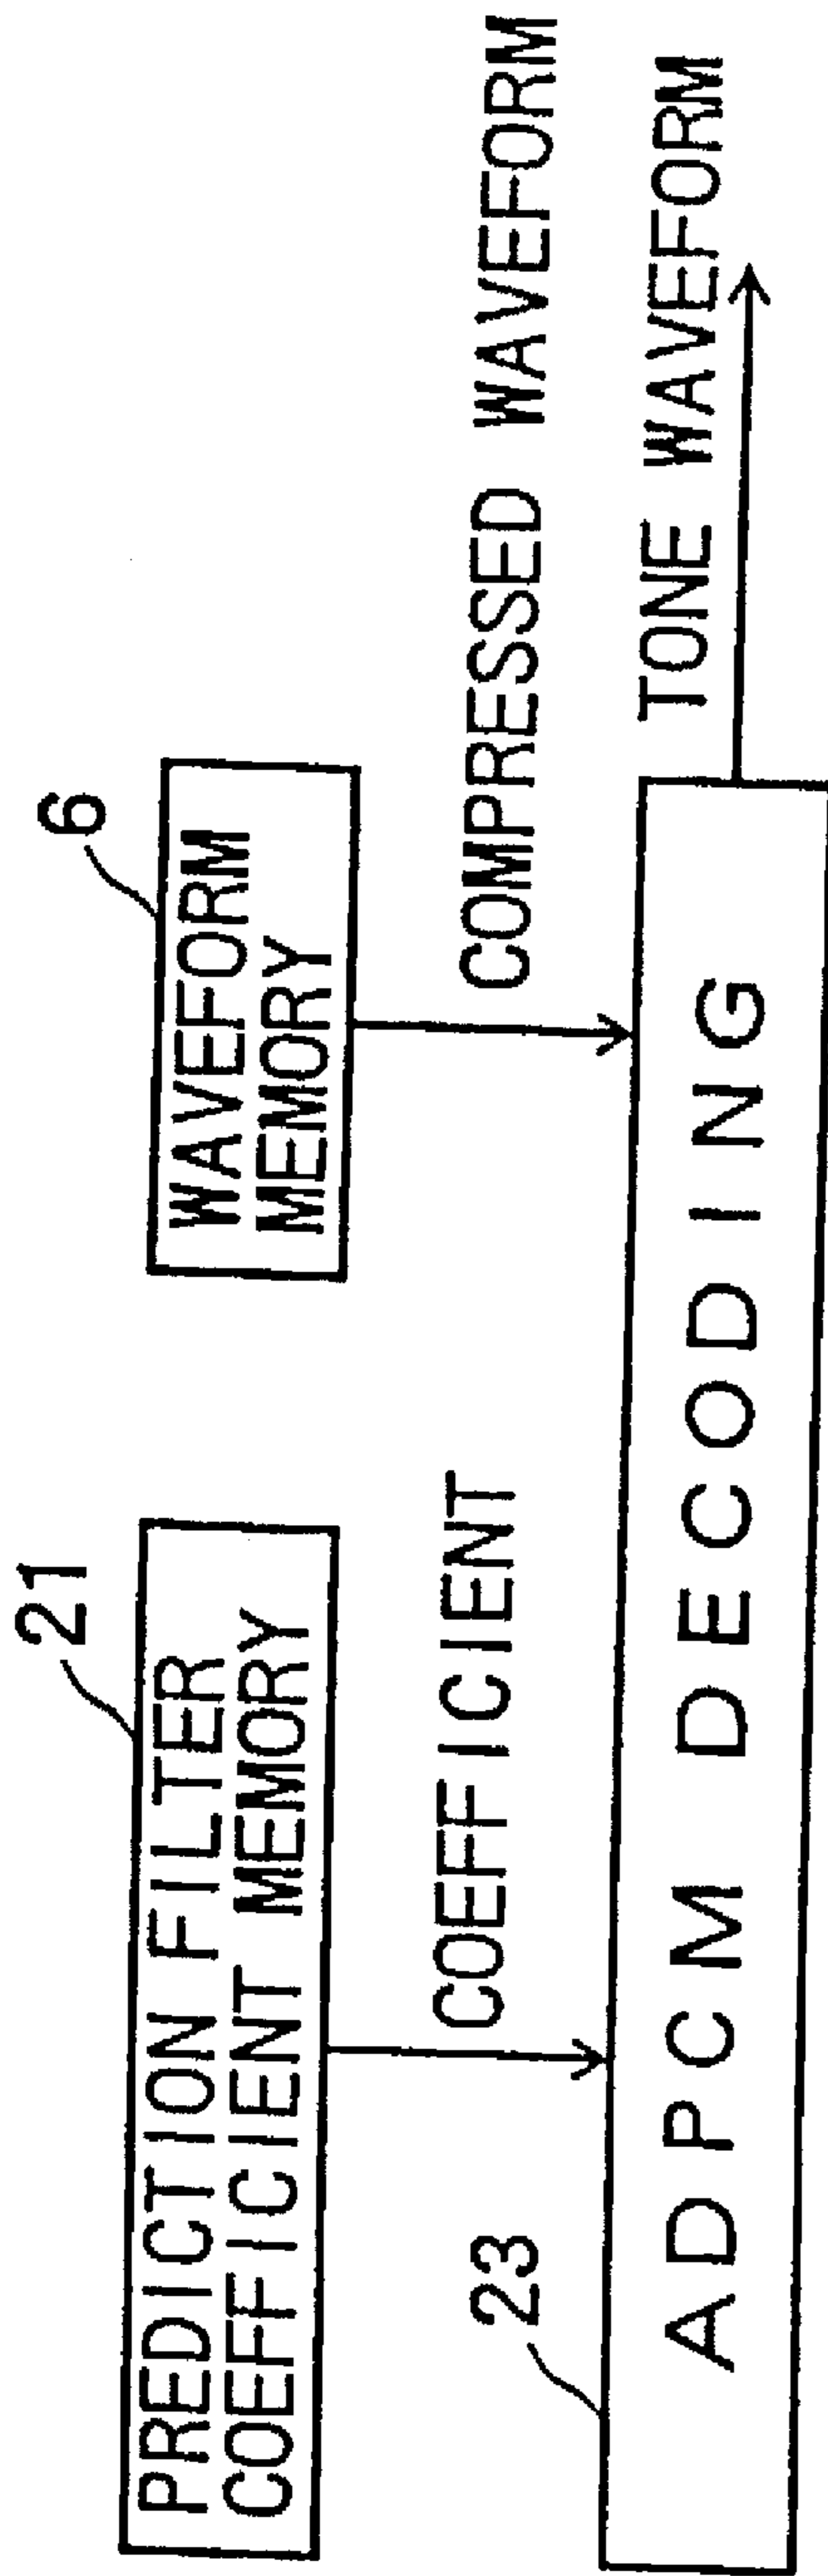 21
PREDICTION FILTER
COEFFICIENT MEMORY
6
WAVEFORM
MEMORY
COEFFICIENT
COMPRESSED WAVEFORM
23
ADPCM DECODING
TONE WAVEFORM